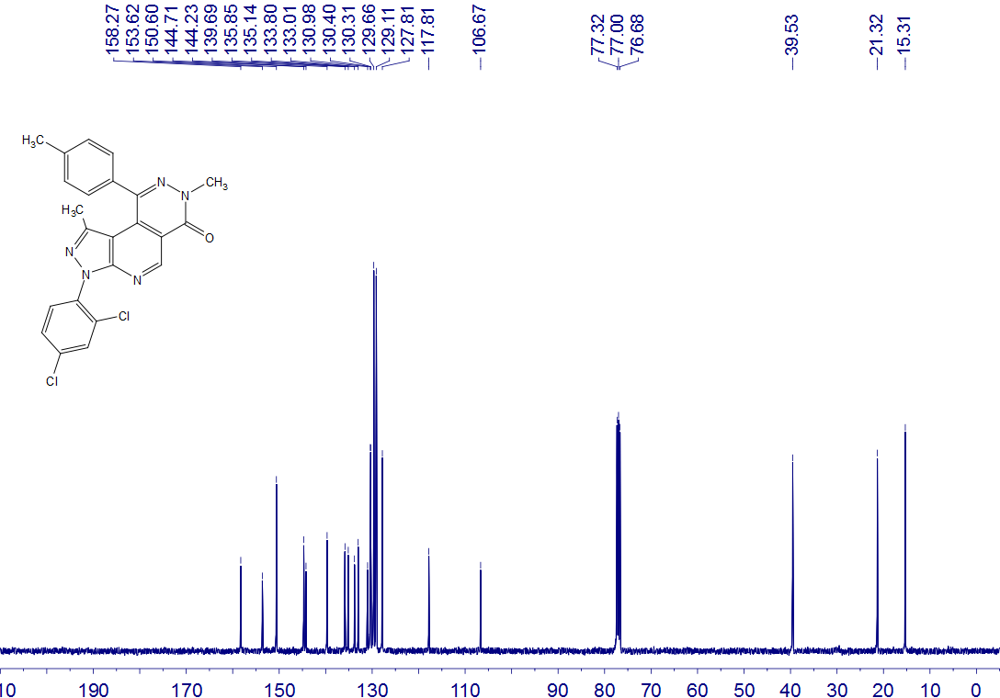 158.27
153.62
150.60
144.71
144.23
139.69
135.85
135.14
133.80
133.01
130.98
130.40
130.31
129.66
129.11
127.81
117.81
106.67
77.32
77.00
76.68
39.53
21.32
15.31
H₃C
N
N
CH₃
H₃C
O
N
N
N
Cl
Cl
10 190 170 150 130 110 90 80 70 60 50 40 30 20 10 0